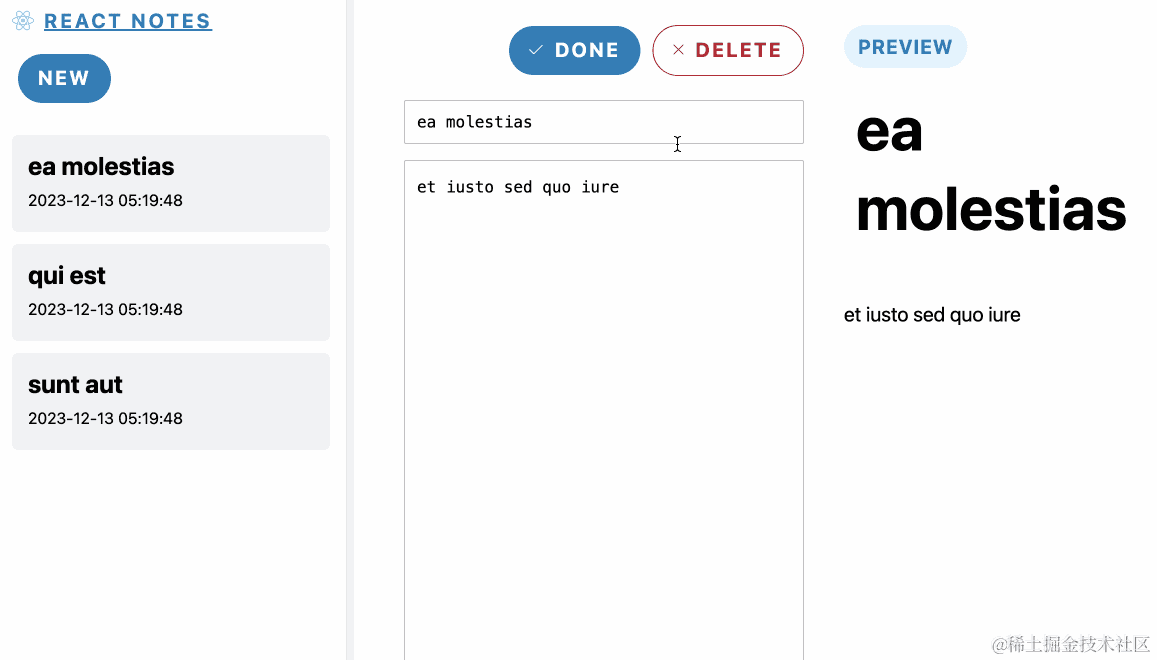 REACT NOTES
NEW
ea molestias
2023-12-13 05:19:48
qui est
2023-12-13 05:19:48
sunt aut
2023-12-13 05:19:48
DONE
DELETE
ea molestias
et iusto sed quo iure
PREVIEW
ea
molestias
et iusto sed quo iure
@稀土掘金技术社区